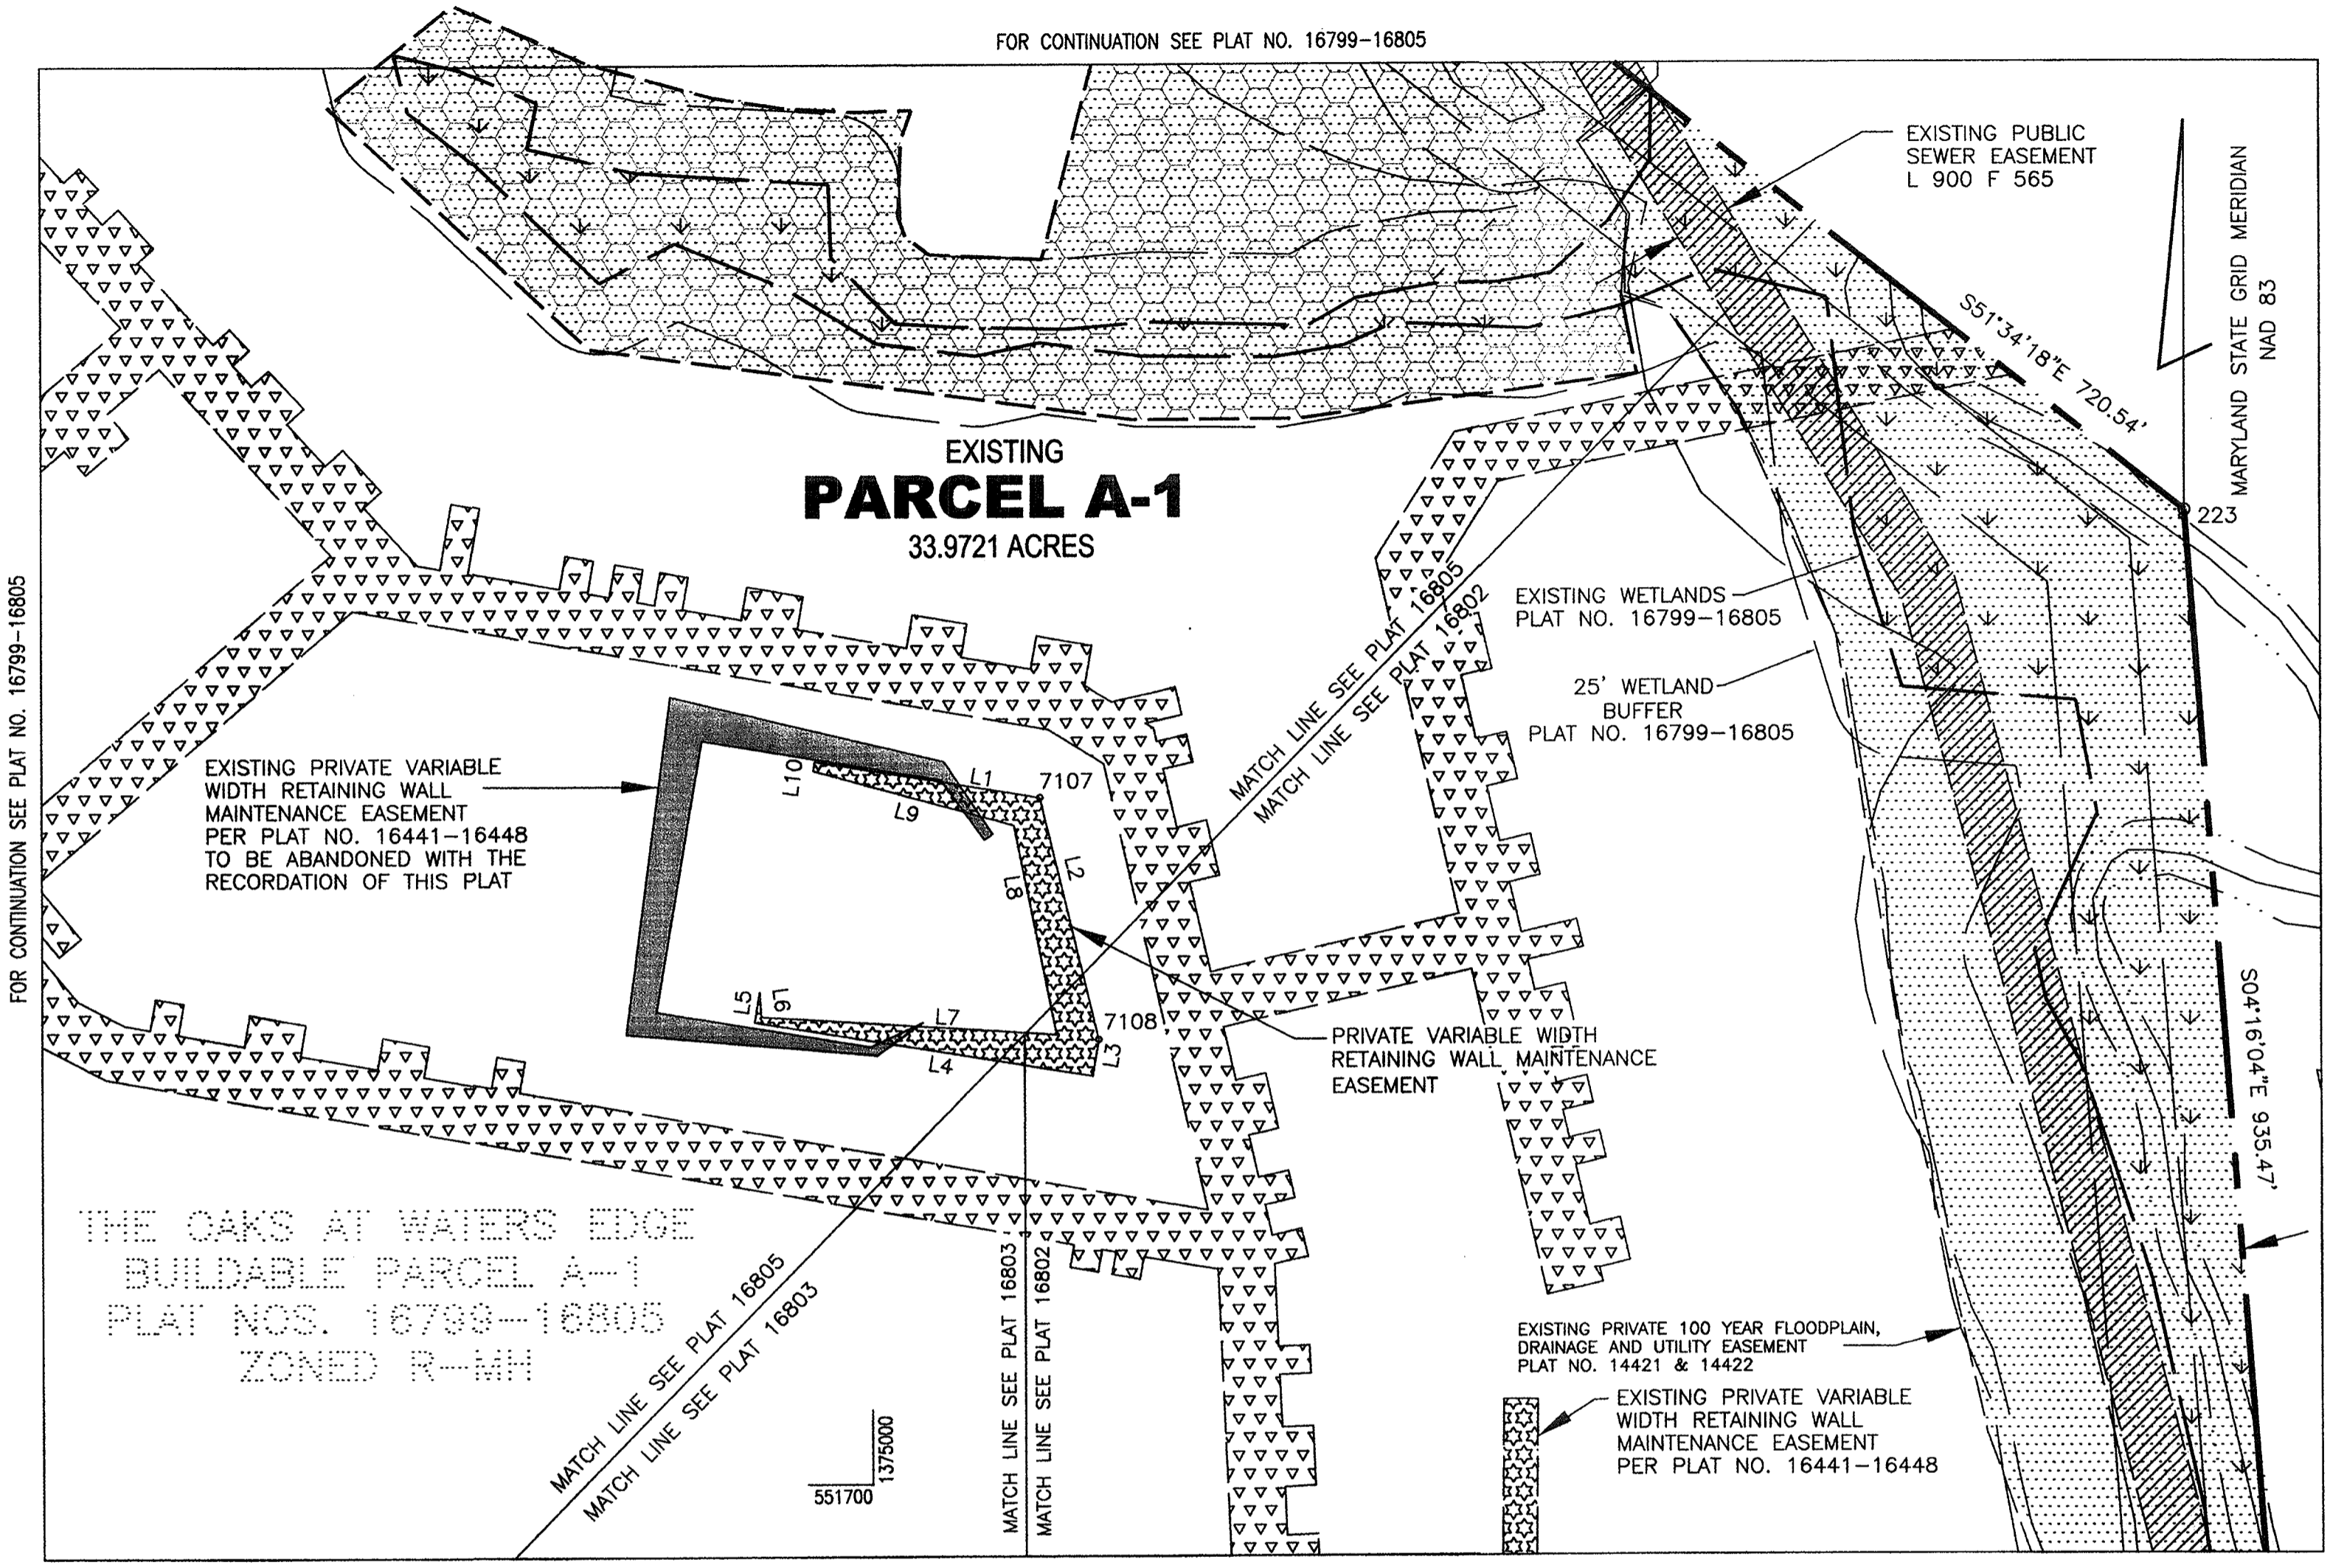 FOR CONTINUATION SEE PLAT NO. 16799-16805
EXISTING PUBLIC
SEWER EASEMENT
L 900 F 565
MARYLAND STATE GRID MERIDIAN
NAD 83
S51°34'18"E 720.54'
223
EXISTING
PARCEL A-1
33.9721 ACRES
FOR CONTINUATION SEE PLAT NO. 16799-16805
EXISTING WETLANDS
PLAT NO. 16799-16805
25' WETLAND
BUFFER
PLAT NO. 16799-16805
MATCH LINE SEE PLAT 16805
MATCH LINE SEE PLAT 16802
EXISTING PRIVATE VARIABLE
WIDTH RETAINING WALL
MAINTENANCE EASEMENT
PER PLAT NO. 16441-16448
TO BE ABANDONED WITH THE
RECORDATION OF THIS PLAT
L10
L1
7107
L9
L2
L8
L5
L6
L7
7108
L4
L3
PRIVATE VARIABLE WIDTH
RETAINING WALL MAINTENANCE
EASEMENT
S04°16'04"E 935.47'
THE OAKS AT WATERS EDGE
BUILDABLE PARCEL A-1
PLAT NOS. 16799-16805
ZONED R-MH
MATCH LINE SEE PLAT 16805
MATCH LINE SEE PLAT 16803
MATCH LINE SEE PLAT 16803
MATCH LINE SEE PLAT 16802
1375000
551700
EXISTING PRIVATE 100 YEAR FLOODPLAIN,
DRAINAGE AND UTILITY EASEMENT
PLAT NO. 14421 & 14422
EXISTING PRIVATE VARIABLE
WIDTH RETAINING WALL
MAINTENANCE EASEMENT
PER PLAT NO. 16441-16448